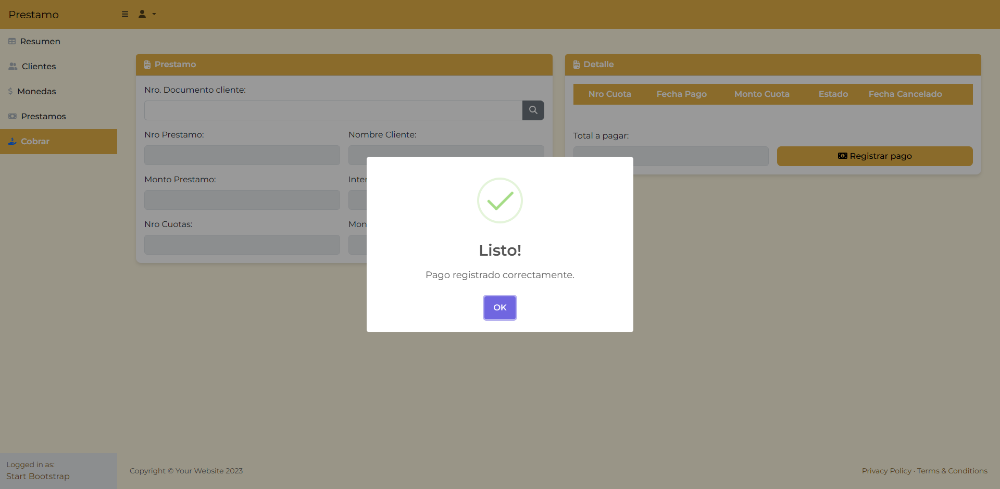 Prestamo
Resumen
Clientes
Monedas
Prestamos
Cobrar
Prestamo
Nro. Documento cliente:
Nro Prestamo:
Nombre Cliente:
Monto Prestamo:
Inter
Nro Cuotas:
Mon
Detalle
Nro Cuota Fecha Pago Monto Cuota Estado Fecha Cancelado
Total a pagar:
Registrar pago
Listo!
Pago registrado correctamente.
OK
Logged in as:
Start Bootstrap
Copyright © Your Website 2023
Privacy Policy · Terms & Conditions